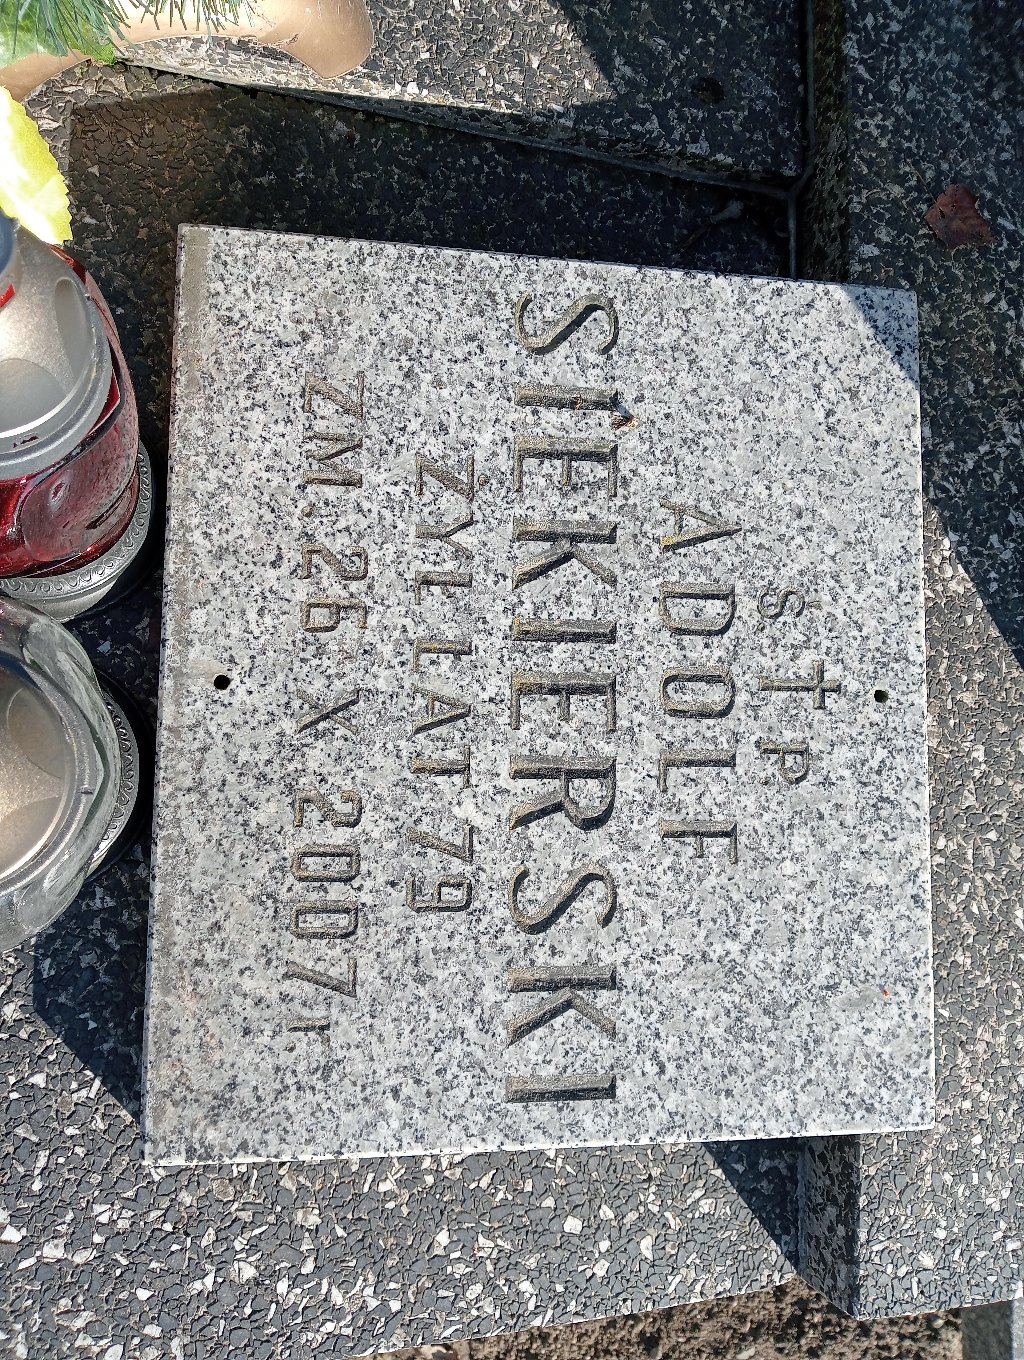 Ś † P
ADOLF
SIEKIERSKI
ŻYŁ LAT 79
ZM. 26 X 2007 r.